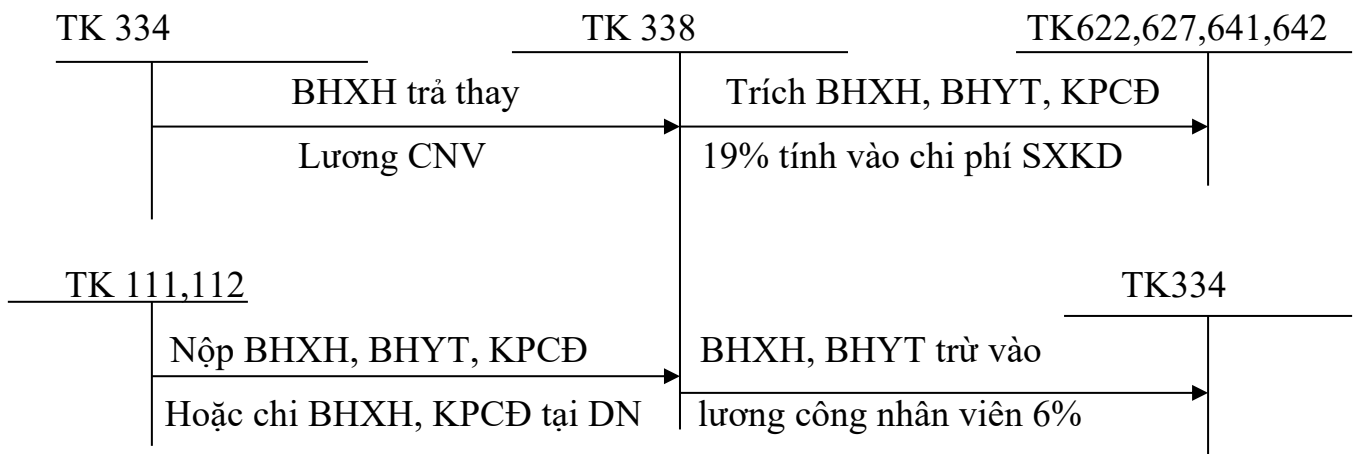 TK 334
TK 338
TK622,627,641,642
BHXH trả thay
Trích BHXH, BHYT, KPCĐ
Lương CNV
19% tính vào chi phí SXKD
TK 111,112
TK334
Nộp BHXH, BHYT, KPCĐ
BHXH, BHYT trừ vào
Hoặc chi BHXH, KPCĐ tại DN
lương công nhân viên 6%